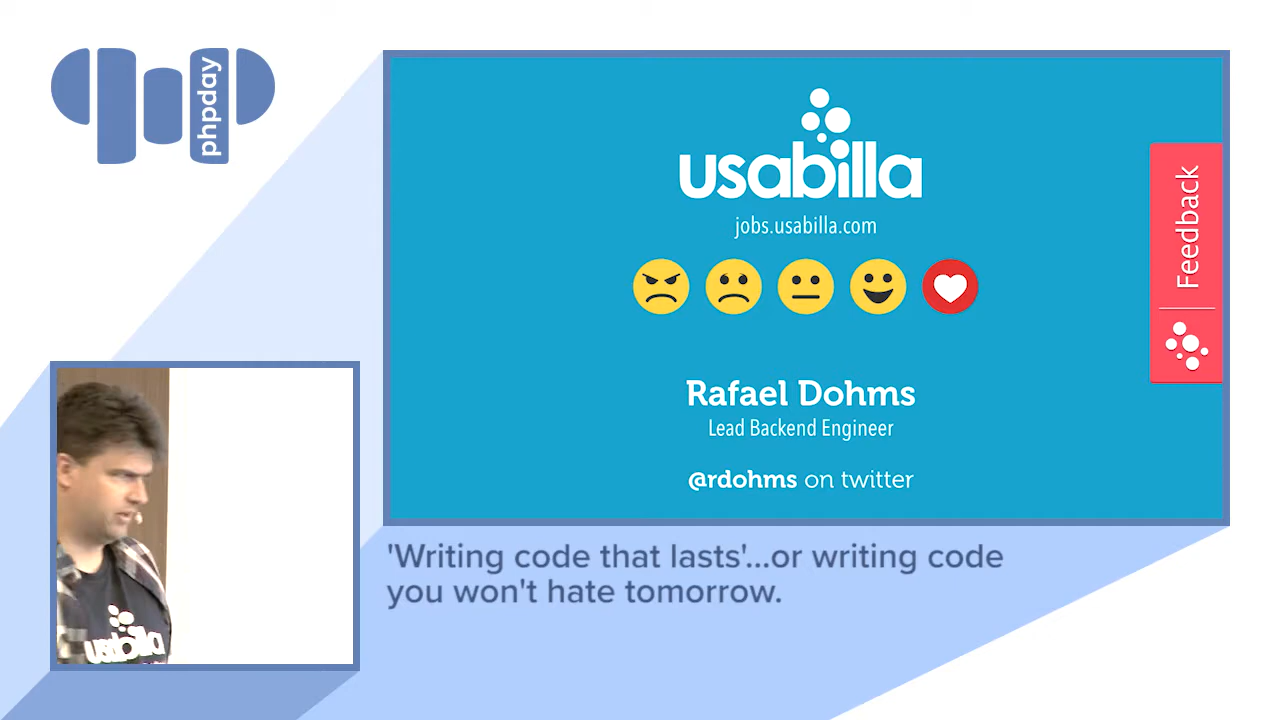 phpday
usabilla
jobs.usabilla.com
Feedback
Rafael Dohms
Lead Backend Engineer
@rdohms on twitter
'Writing code that lasts'...or writing code
you won't hate tomorrow.
usabilla